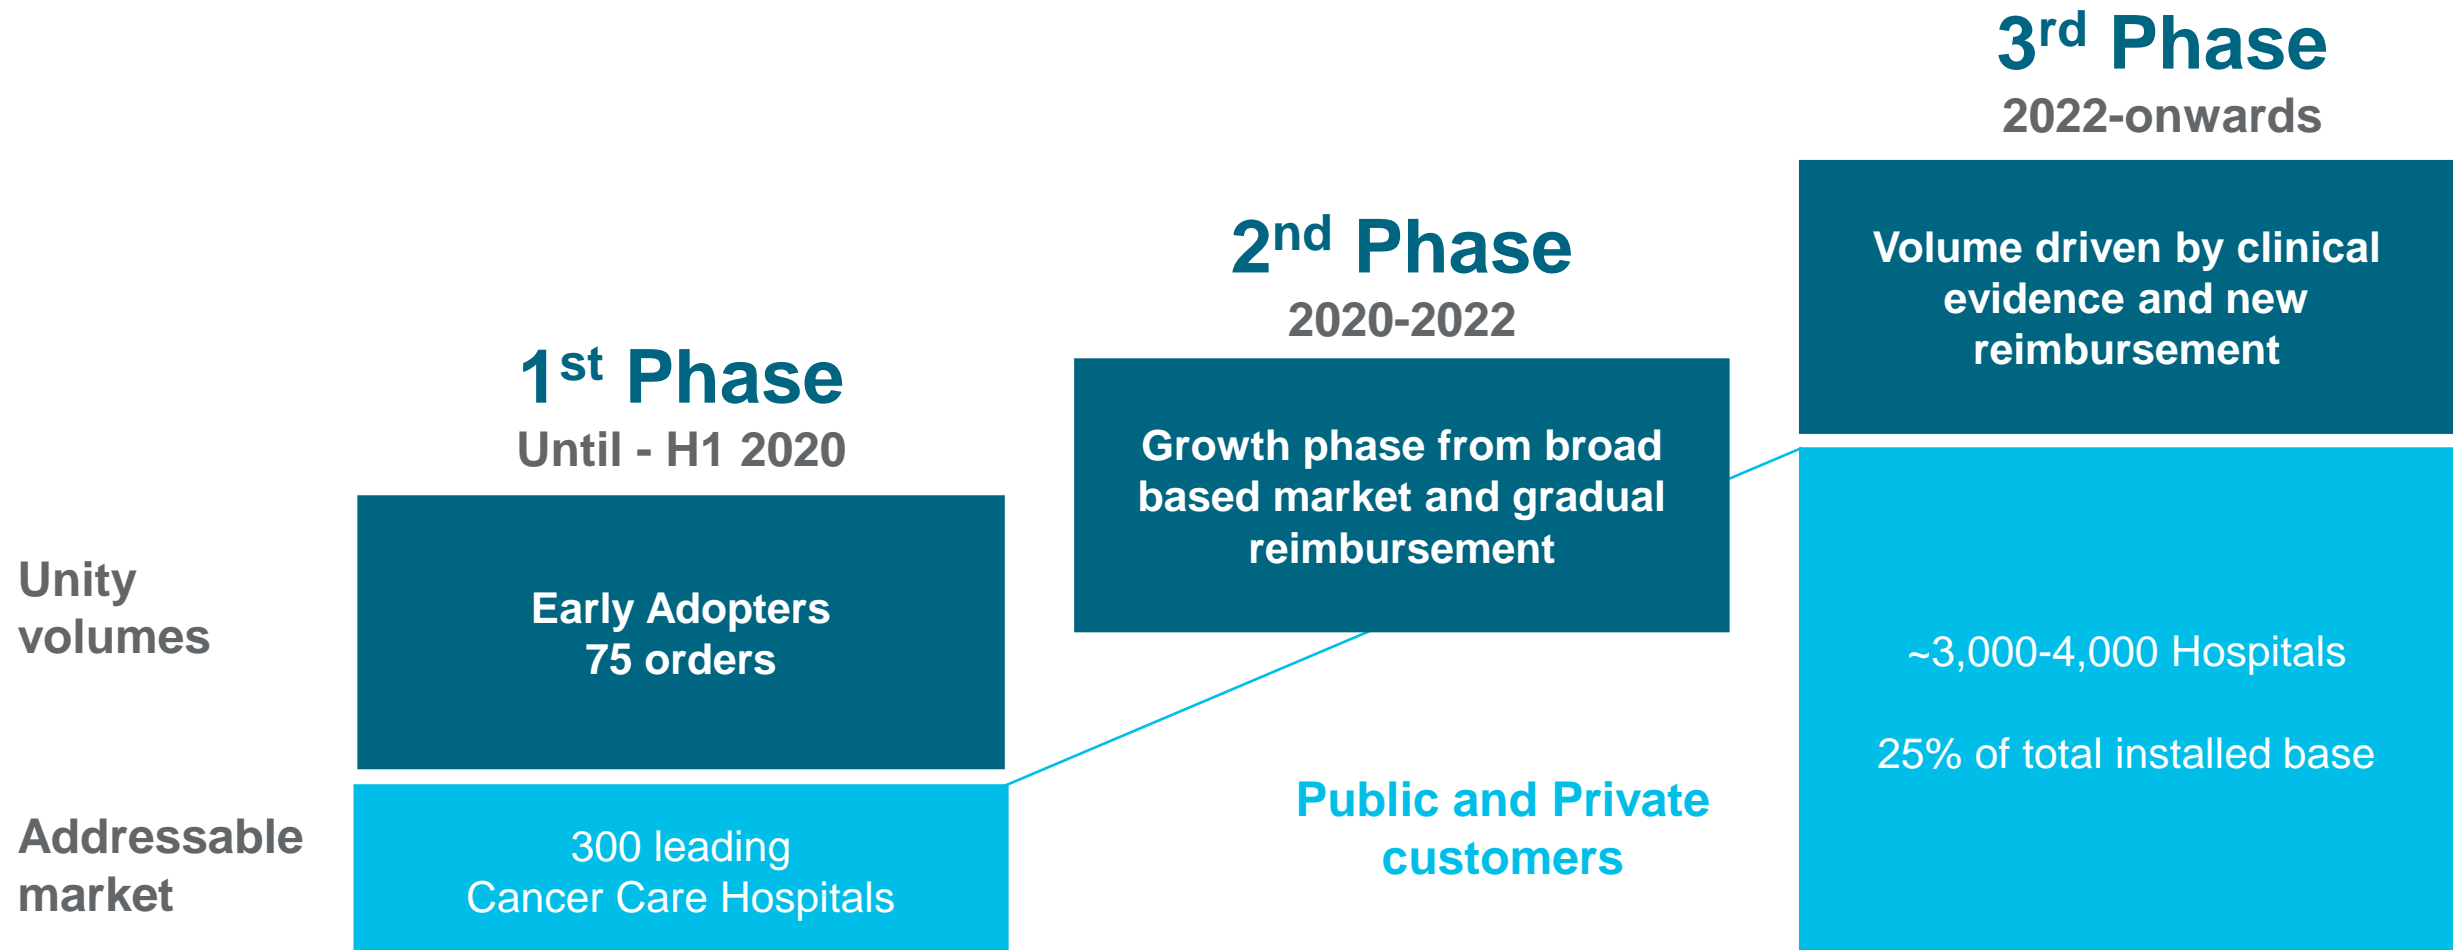 3rd Phase
2022-onwards
Volume driven by clinical
evidence and new
reimbursement
2nd Phase
2020-2022
Growth phase from broad
based market and gradual
reimbursement
1st Phase
Until - H1 2020
Early Adopters
75 orders
Unity
volumes
~3,000-4,000 Hospitals
25% of total installed base
Public and Private
customers
Addressable
market
300 leading
Cancer Care Hospitals